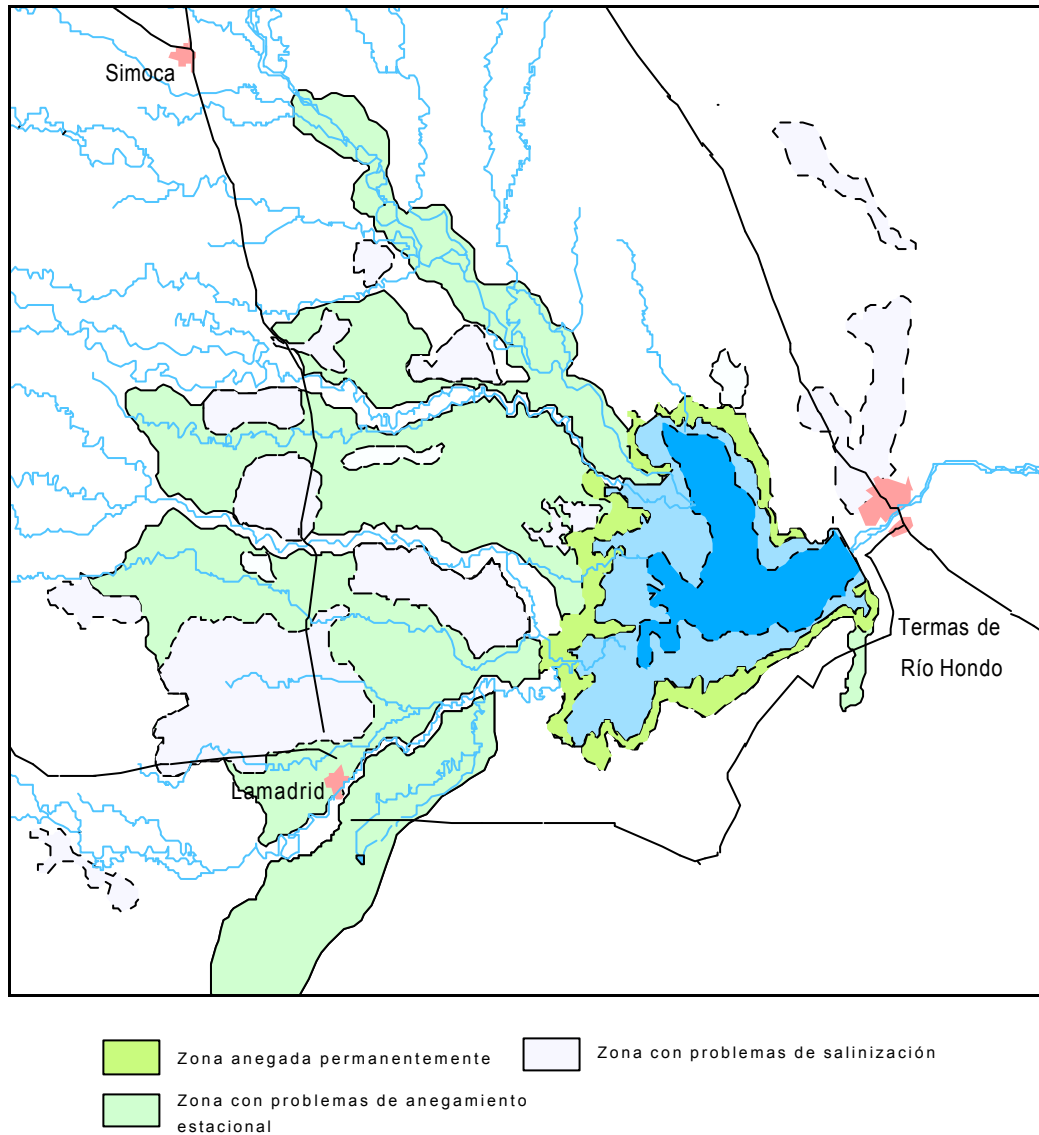 Simoca
Termas de
Río Hondo
Lamadrid
Zona anegada permanentemente
Zona con problemas de salinización
Zona con problemas de anegamiento
estacional